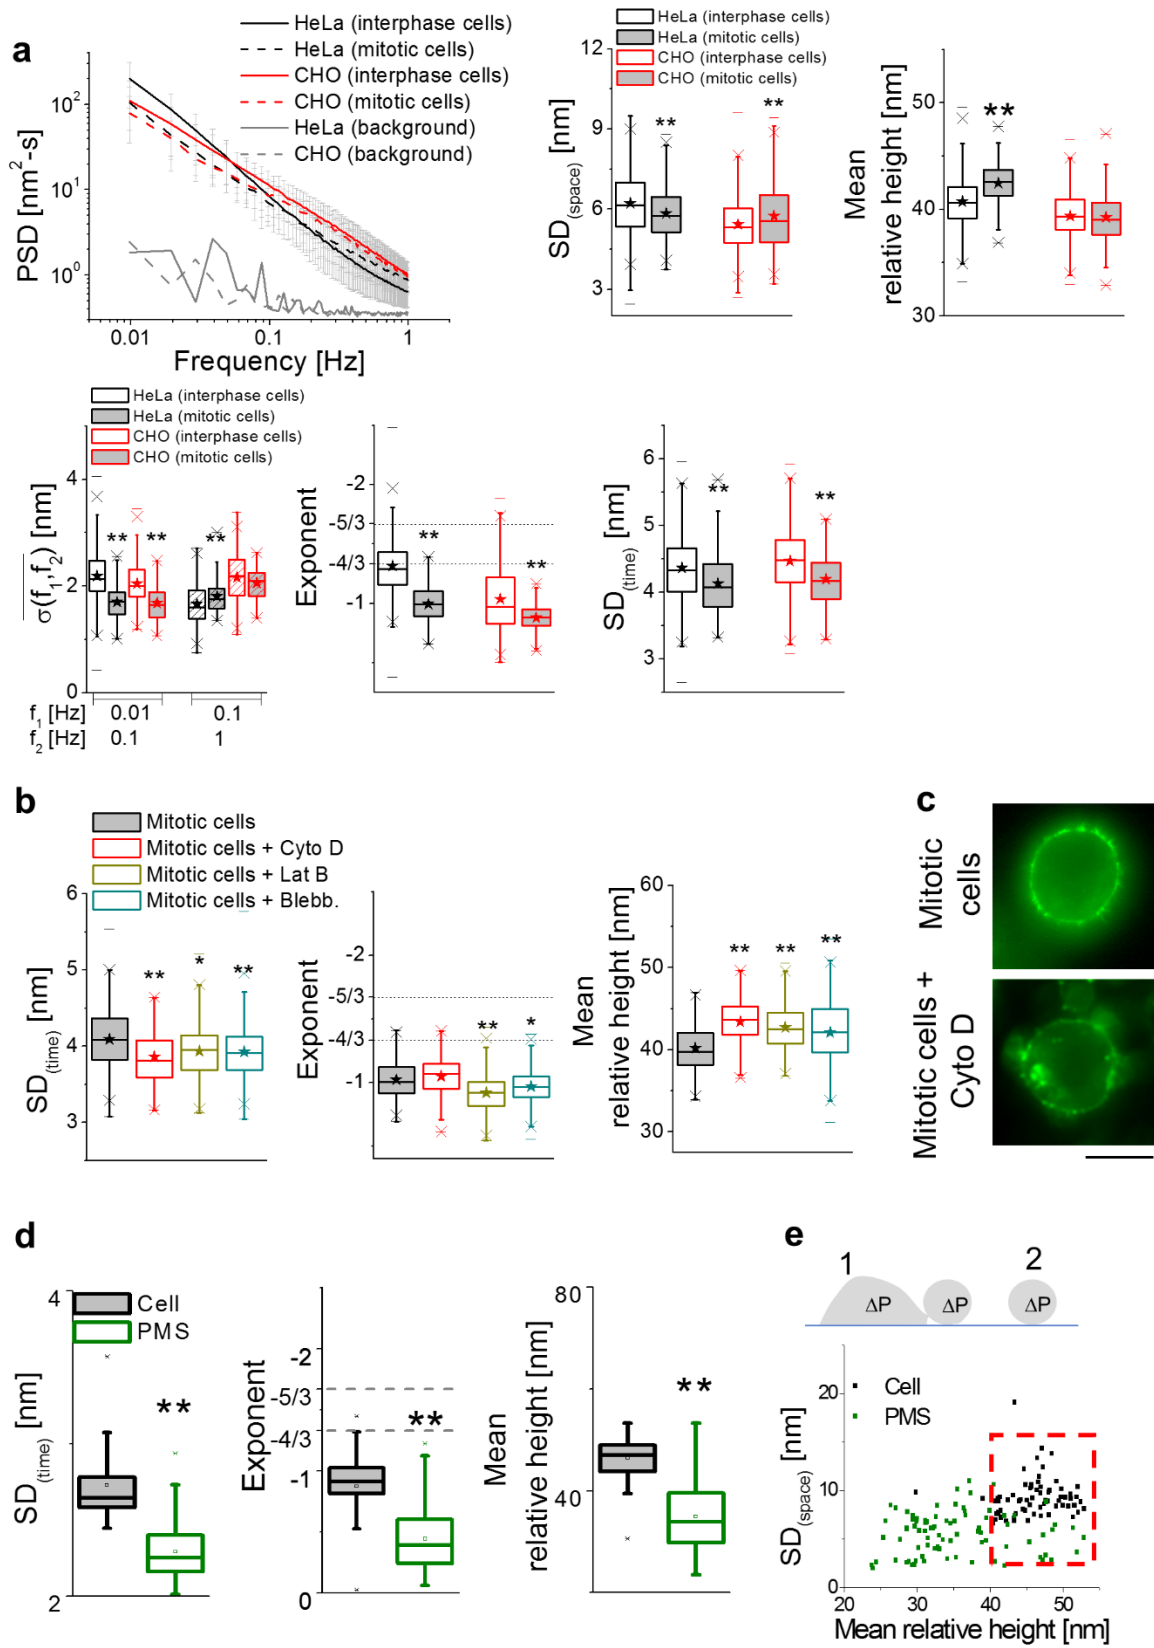 a
HeLa (interphase cells)
HeLa (mitotic cells)
CHO (interphase cells)
CHO (mitotic cells)
HeLa (background)
CHO (background)
PSD [nm²-s]
10²
10¹
10⁰
0.01
0.1
1
Frequency [Hz]
HeLa (interphase cells)
HeLa (mitotic cells)
CHO (interphase cells)
CHO (mitotic cells)
SD(space) [nm]
12
9
6
3
**
**
Mean
relative height [nm]
50
40
30
**
HeLa (interphase cells)
HeLa (mitotic cells)
CHO (interphase cells)
CHO (mitotic cells)
σ(f₁,f₂) [nm]
4
2
0
**
**
**
f₁ [Hz] 0.01 0.1
f₂ [Hz] 0.1 1
Exponent
-2
-5/3
-4/3
-1
**
**
SD(time) [nm]
6
5
4
3
**
**
b
Mitotic cells
Mitotic cells + Cyto D
Mitotic cells + Lat B
Mitotic cells + Blebb.
SD(time) [nm]
6
5
4
3
**
*
**
Exponent
-2
-5/3
-4/3
-1
**
*
Mean
relative height [nm]
60
50
40
30
**
**
**
c
Mitotic
cells
Mitotic cells +
Cyto D
d
Cell
PMS
SD(time) [nm]
4
2
**
Exponent
-2
-5/3
-4/3
-1
0
**
Mean
relative height [nm]
80
40
**
e
1
2
ΔP
ΔP
ΔP
Cell
PMS
SD(space) [nm]
20
10
0
20
30
40
50
Mean relative height [nm]